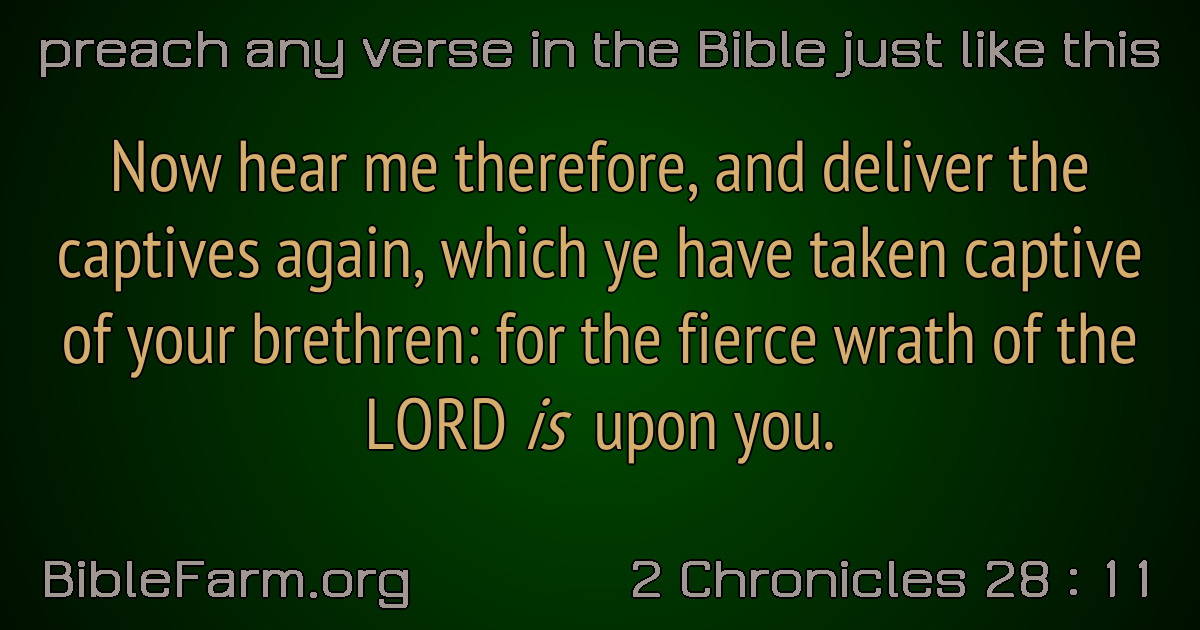 preach any verse in the Bible just like this
Now hear me therefore, and deliver the
captives again, which ye have taken captive
of your brethren: for the fierce wrath of the
LORD is upon you.
BibleFarm.org
2 Chronicles 28 : 11